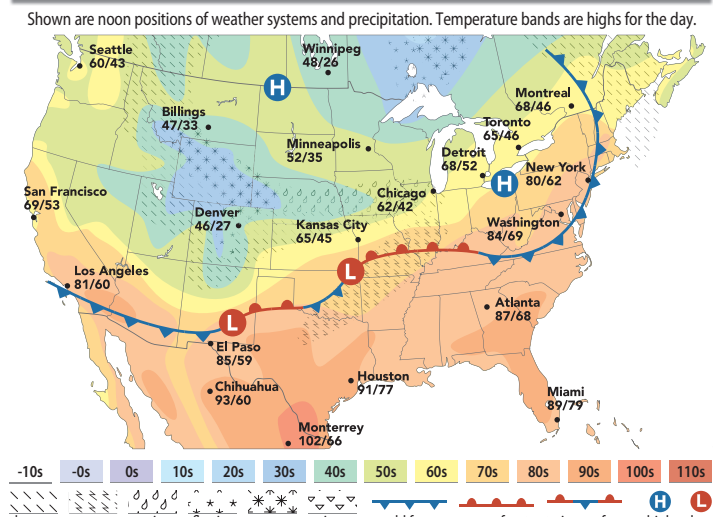 Shown are noon positions of weather systems and precipitation. Temperature bands are highs for the day.
Seattle
60/43
Winnipeg
48/26
H
Billings
47/33
Montreal
68/46
Toronto
65/46
Minneapolis
52/35
Detroit
68/52
New York
80/62
H
San Francisco
69/53
Chicago
62/42
Denver
46/27
Kansas City
65/45
Washington
84/69
Los Angeles
81/60
L
L
Atlanta
87/68
El Paso
85/59
Chihuahua
93/60
Houston
91/77
Miami
89/79
Monterrey
102/66
-10s -0s 0s 10s 20s 30s 40s 50s 60s 70s 80s 90s 100s 110s
H L